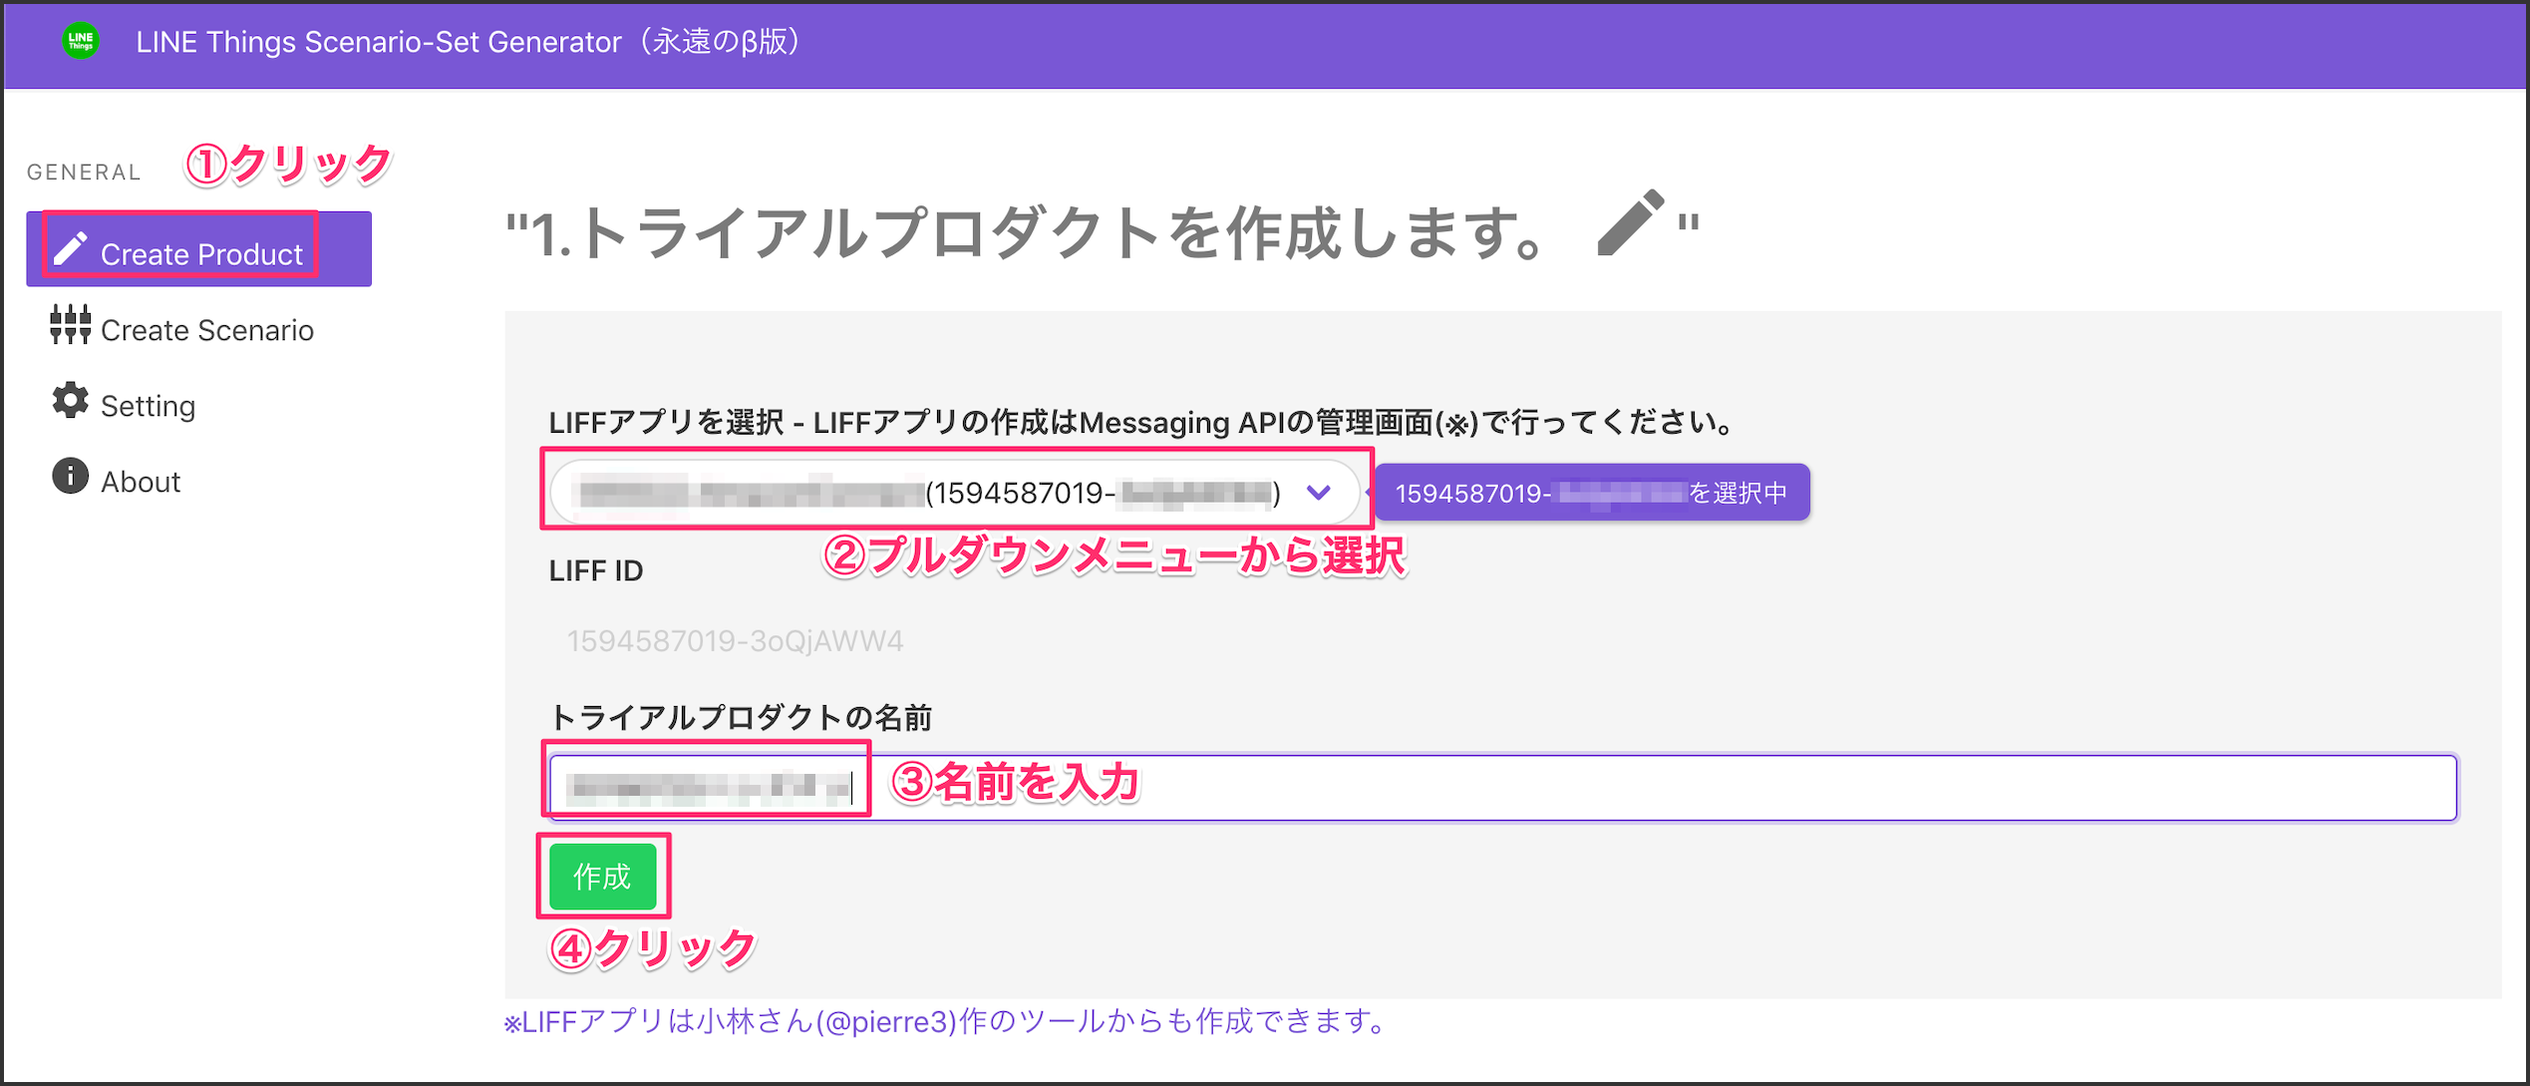 LINE Things
LINE Things Scenario-Set Generator（永遠のβ版）
GENERAL
①クリック
Create Product
Create Scenario
Setting
About
"1.トライアルプロダクトを作成します。 "
LIFFアプリを選択 - LIFFアプリの作成はMessaging APIの管理画面(※)で行ってください。
(1594587019- )
1594587019- を選択中
②プルダウンメニューから選択
LIFF ID
1594587019-3oQjAWW4
トライアルプロダクトの名前
③名前を入力
作成
④クリック
※LIFFアプリは小林さん(@pierre3)作のツールからも作成できます。